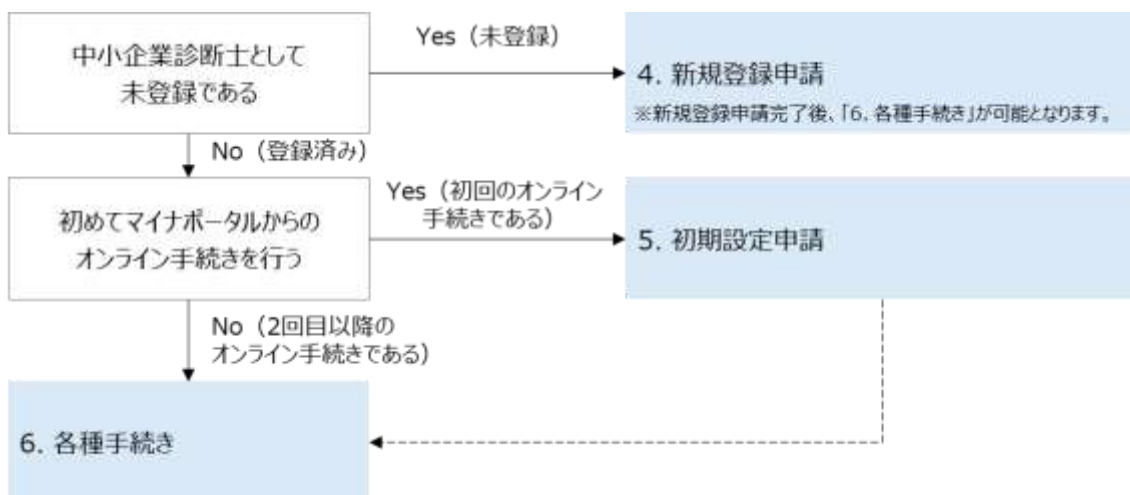 中小企業診断士として
未登録である
Yes（未登録）
4. 新規登録申請
※新規登録申請完了後、「6. 各種手続き」が可能となります。
No（登録済み）
初めてマイナポータルからの
オンライン手続きを行う
Yes（初回のオンライン
手続きである）
5. 初期設定申請
No（2回目以降の
オンライン手続きである）
6. 各種手続き